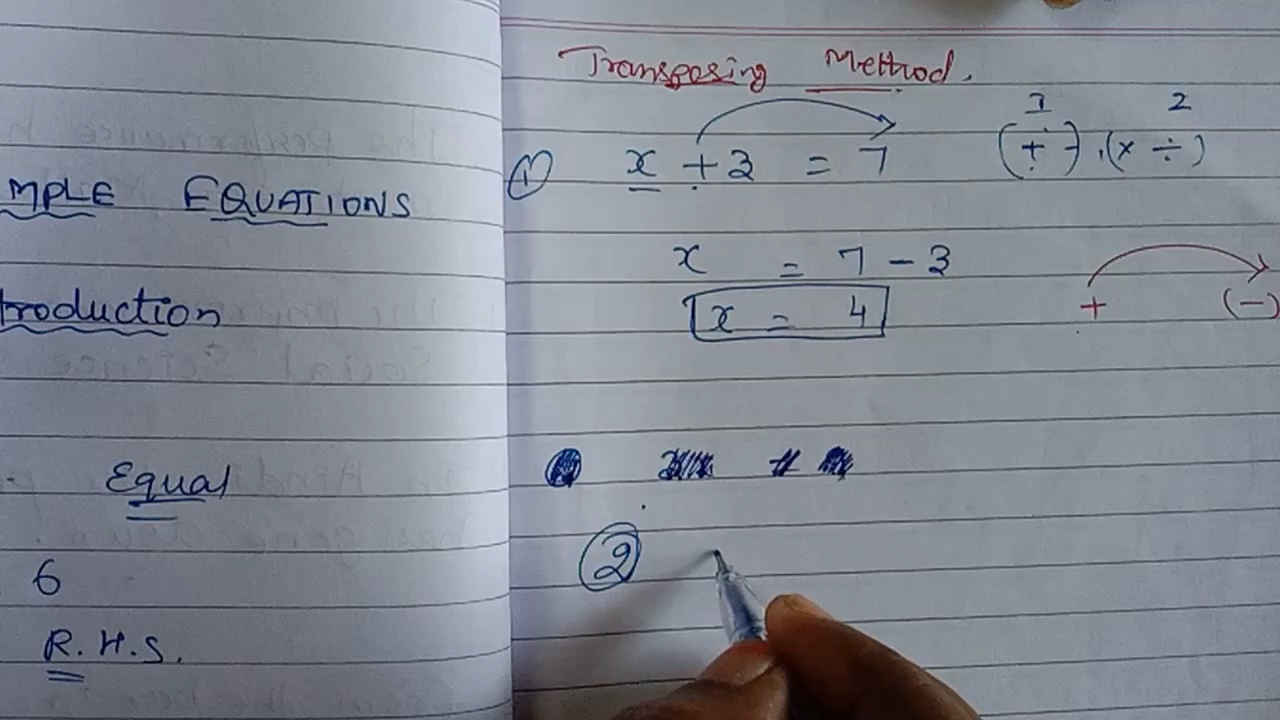 MPLE EQUATIONS
troduction
Equal
6
R.H.S.
Transposing Method.
1 2
① x + 3 = 7 (+ -), (× ÷)
x = 7 - 3
+ (-)
x = 4
②